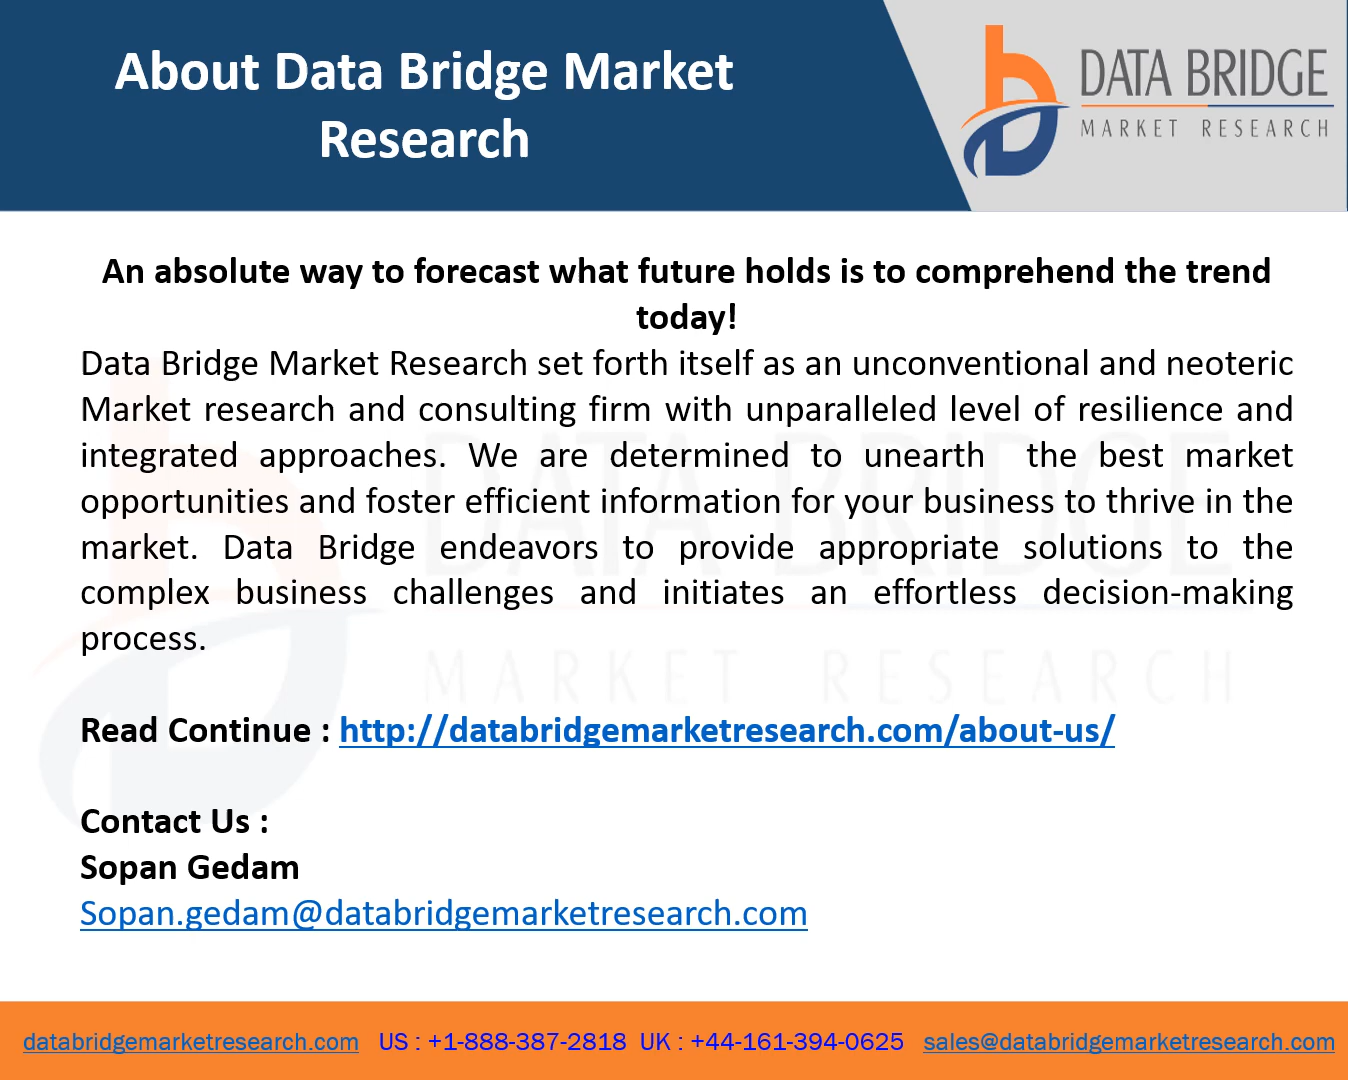 About Data Bridge Market
Research
DATA BRIDGE
MARKET RESEARCH
An absolute way to forecast what future holds is to comprehend the trend
today!
Data Bridge Market Research set forth itself as an unconventional and neoteric
Market research and consulting firm with unparalleled level of resilience and
integrated approaches. We are determined to unearth the best market
opportunities and foster efficient information for your business to thrive in the
market. Data Bridge endeavors to provide appropriate solutions to the
complex business challenges and initiates an effortless decision-making
process.
DATA BRIDGE
MARKET RESEARCH
Read Continue : http://databridgemarketresearch.com/about-us/
Contact Us :
Sopan Gedam
Sopan.gedam@databridgemarketresearch.com
databridgemarketresearch.com US : +1-888-387-2818 UK : +44-161-394-0625 sales@databridgemarketresearch.com